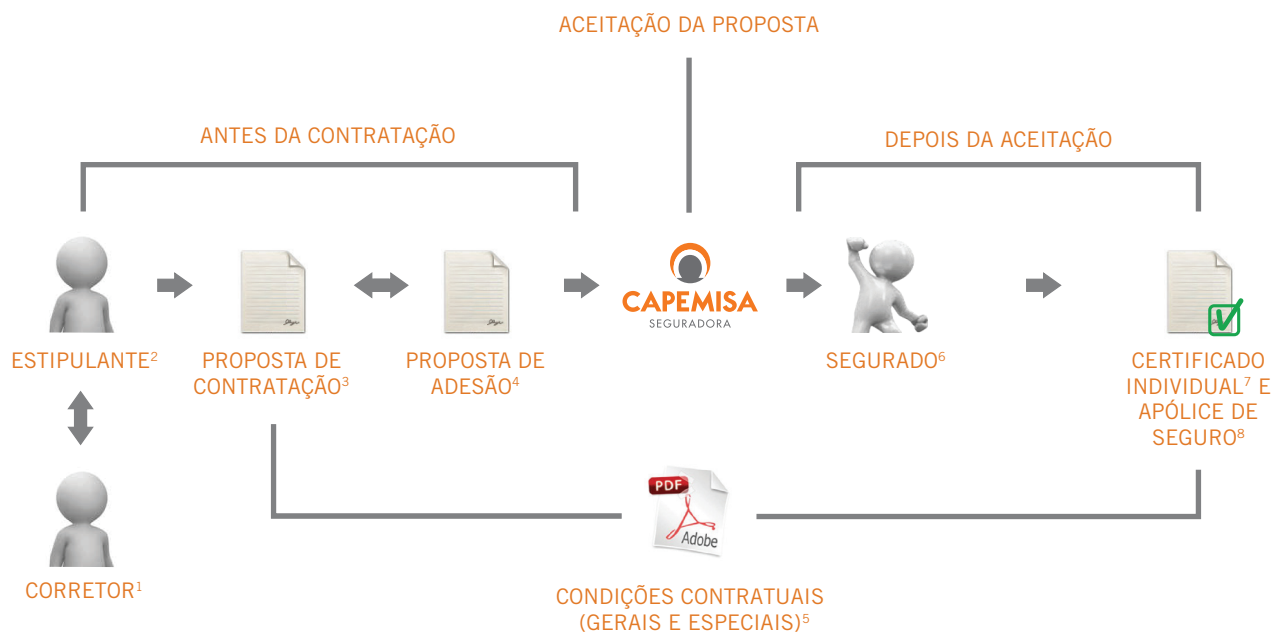 ACEITAÇÃO DA PROPOSTA
ANTES DA CONTRATAÇÃO
DEPOIS DA ACEITAÇÃO
CAPEMISA
SEGURADORA
ESTIPULANTE²
PROPOSTA DE
CONTRATAÇÃO³
PROPOSTA DE
ADESÃO⁴
SEGURADO⁶
CERTIFICADO
INDIVIDUAL⁷ E
APÓLICE DE
SEGURO⁸
PDF
Adobe
CORRETOR¹
CONDIÇÕES CONTRATUAIS
(GERAIS E ESPECIAIS)⁵